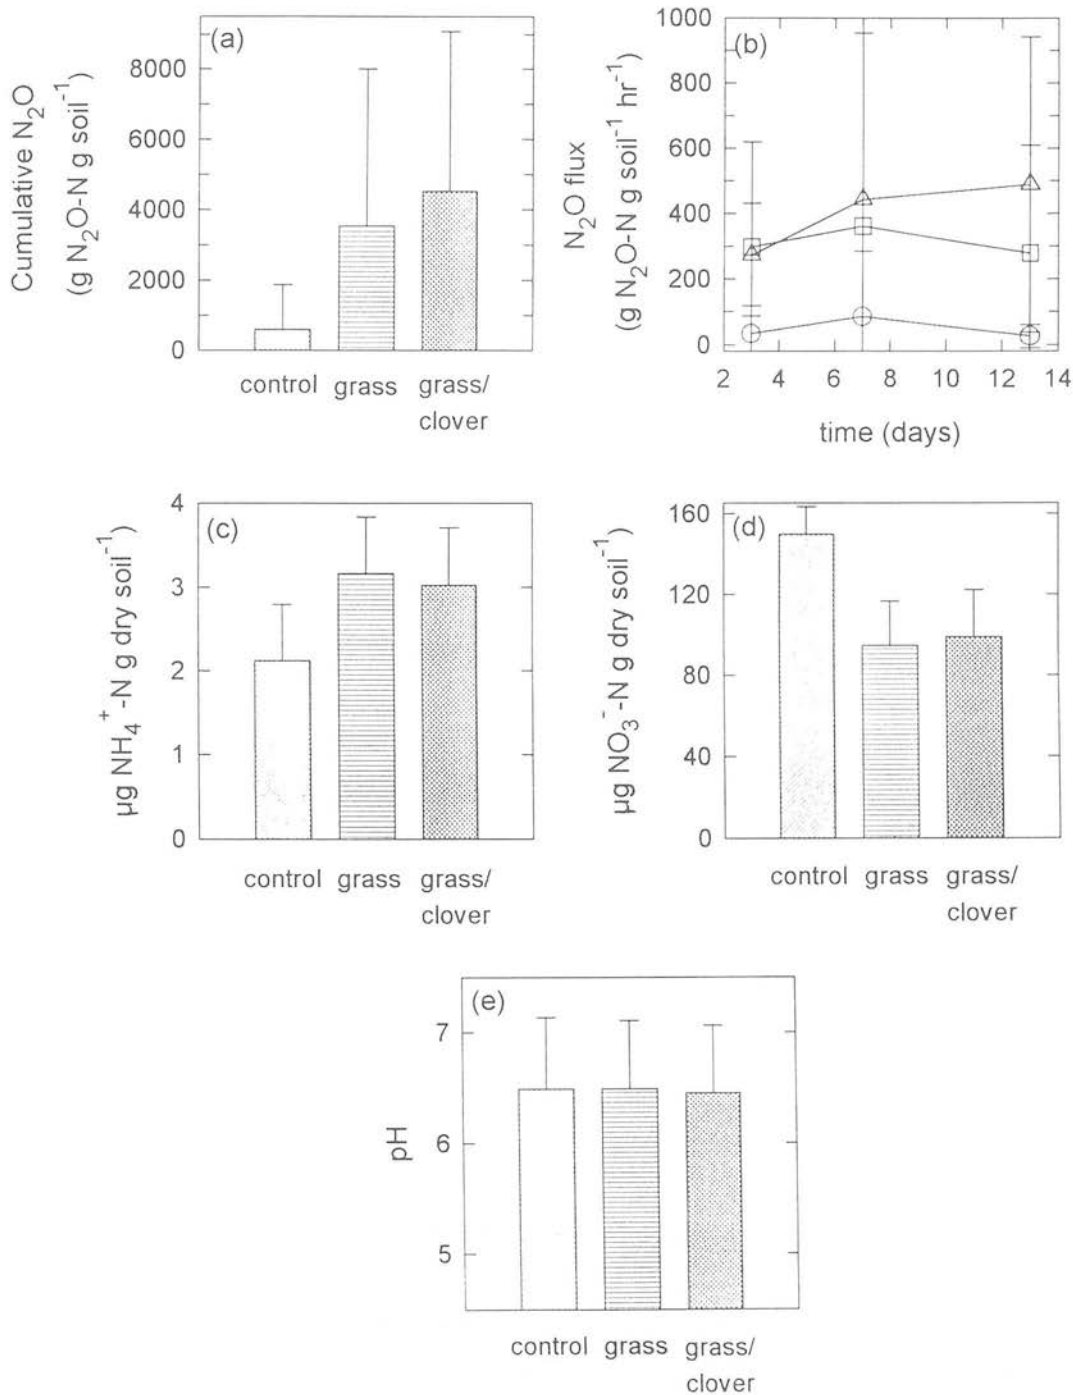 (a)
Cumulative N₂O
(g N₂O-N g soil⁻¹)
8000
6000
4000
2000
0
control grass grass/
clover
(b)
N₂O flux
(g N₂O-N g soil⁻¹ hr⁻¹)
1000
800
600
400
200
0
2 4 6 8 10 12 14
time (days)
(c)
µg NH₄⁺-N g dry soil⁻¹)
4
3
2
1
0
control grass grass/
clover
(d)
µg NO₃⁻-N g dry soil⁻¹)
160
120
80
40
0
control grass grass/
clover
(e)
pH
7
6
5
control grass grass/
clover